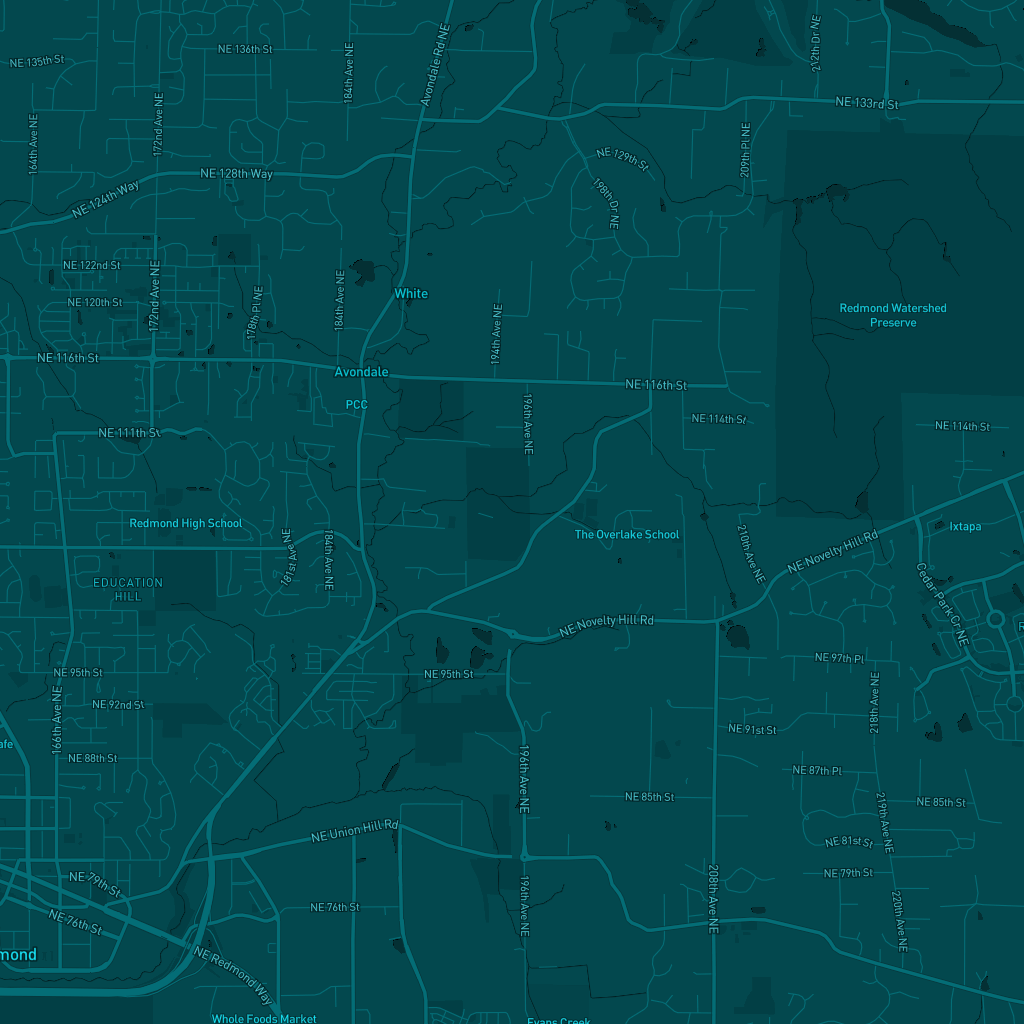 NE 136th St
NE 135th St
184th Ave NE
Avondale Rd NE
212th Dr NE
NE 133rd St
164th Ave NE
172nd Ave NE
209th Pl NE
NE 129th St
NE 128th Way
NE 124th Way
198th Dr NE
NE 122nd St
172nd Ave NE
184th Ave NE
178th Pl NE
White
NE 120th St
194th Ave NE
Redmond Watershed
Preserve
NE 116th St
Avondale
NE 116th St
PCC
196th Ave NE
NE 114th St
NE 114th St
NE 111th St
Redmond High School
The Overlake School
Ixtapa
181st Ave NE
184th Ave NE
210th Ave NE
NE Novelty Hill Rd
EDUCATION
HILL
Cedar Park Cr NE
NE Novelty Hill Rd
NE 95th St
NE 95th St
NE 97th Pl
166th Ave NE
NE 92nd St
218th Ave NE
NE 91st St
afe
NE 88th St
196th Ave NE
NE 87th Pl
NE 85th St
NE 85th St
219th Ave NE
NE Union Hill Rd
NE 81st St
NE 79th St
NE 79th St
208th Ave NE
196th Ave NE
NE 76th St
NE 76th St
220th Ave NE
mond
NE Redmond Way
Whole Foods Market
Evans Creek